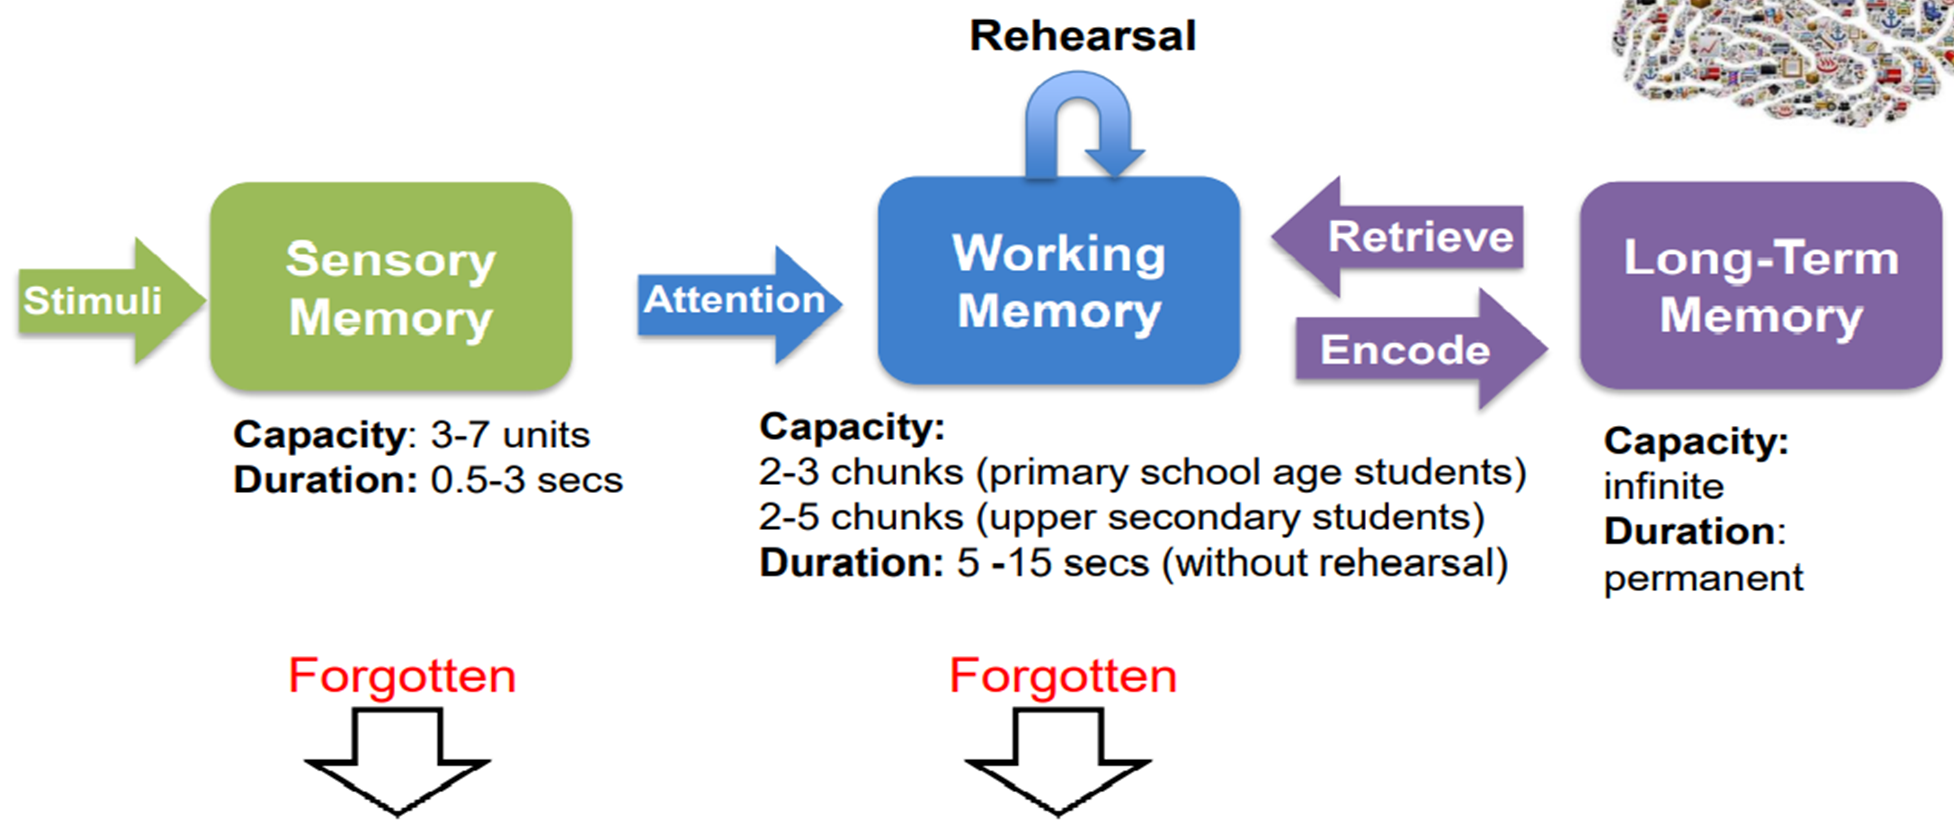 Rehearsal
Stimuli
Sensory
Memory
Attention
Working
Memory
Retrieve
Encode
Long-Term
Memory
Capacity: 3-7 units
Duration: 0.5-3 secs
Capacity:
2-3 chunks (primary school age students)
2-5 chunks (upper secondary students)
Duration: 5 -15 secs (without rehearsal)
Capacity:
infinite
Duration:
permanent
Forgotten
Forgotten